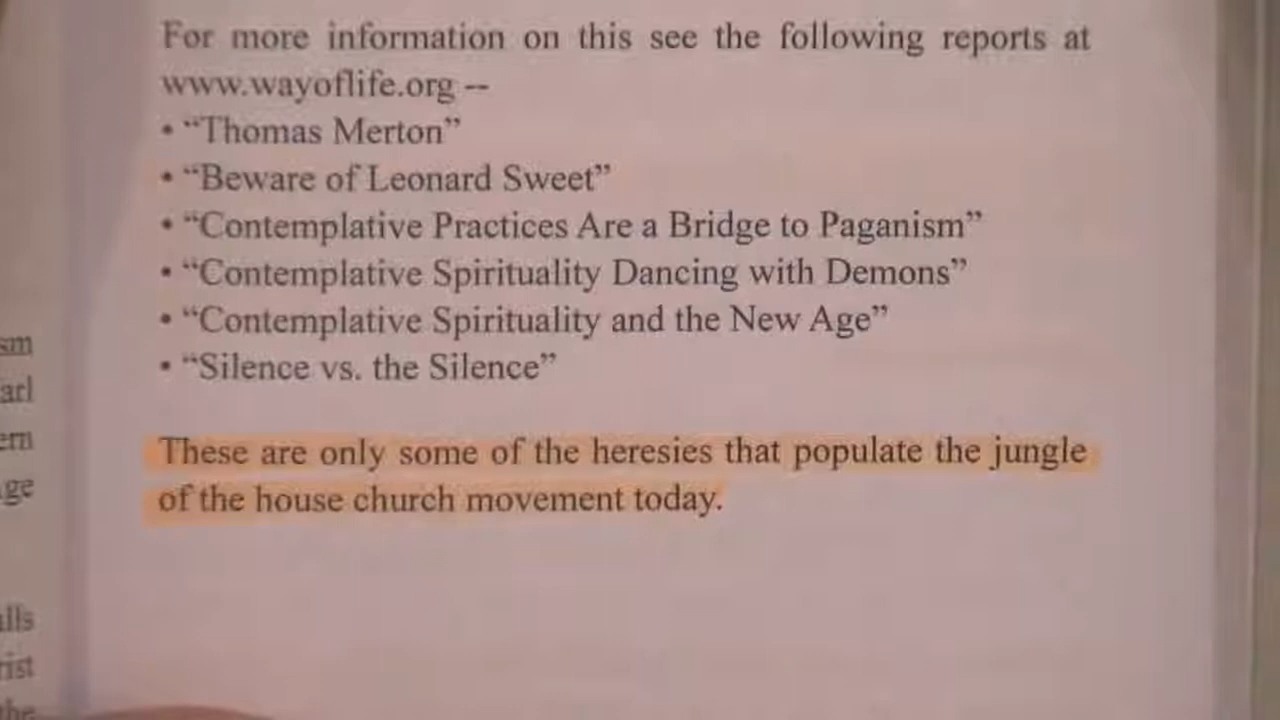 For more information on this see the following reports at
www.wayoflife.org --
• “Thomas Merton”
• “Beware of Leonard Sweet”
• “Contemplative Practices Are a Bridge to Paganism”
• “Contemplative Spirituality Dancing with Demons”
• “Contemplative Spirituality and the New Age”
• “Silence vs. the Silence”
These are only some of the heresies that populate the jungle
of the house church movement today.